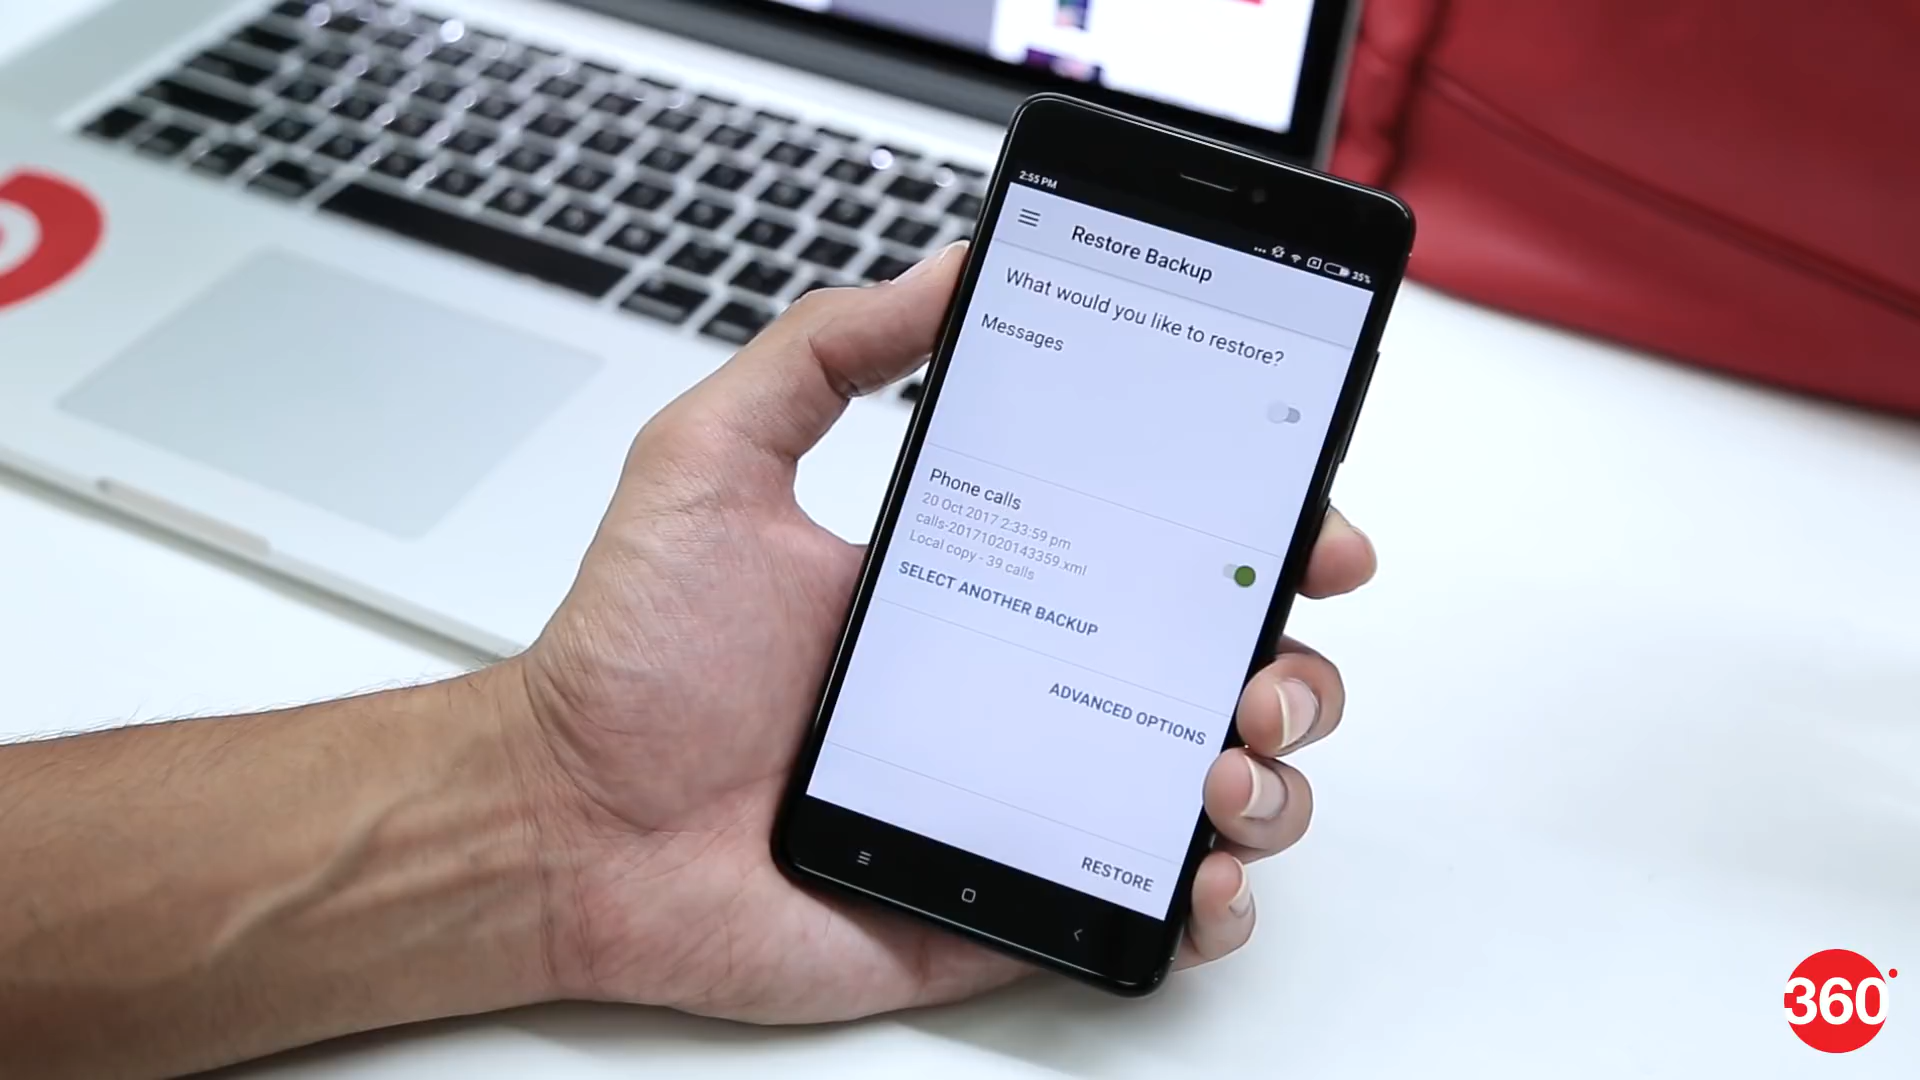 2:55 PM
35%
Restore Backup
What would you like to restore?
Messages
Phone calls
20 Oct 2017 2:33:59 pm
calls-20171020143359.xml
Local copy - 39 calls
SELECT ANOTHER BACKUP
ADVANCED OPTIONS
RESTORE
360°